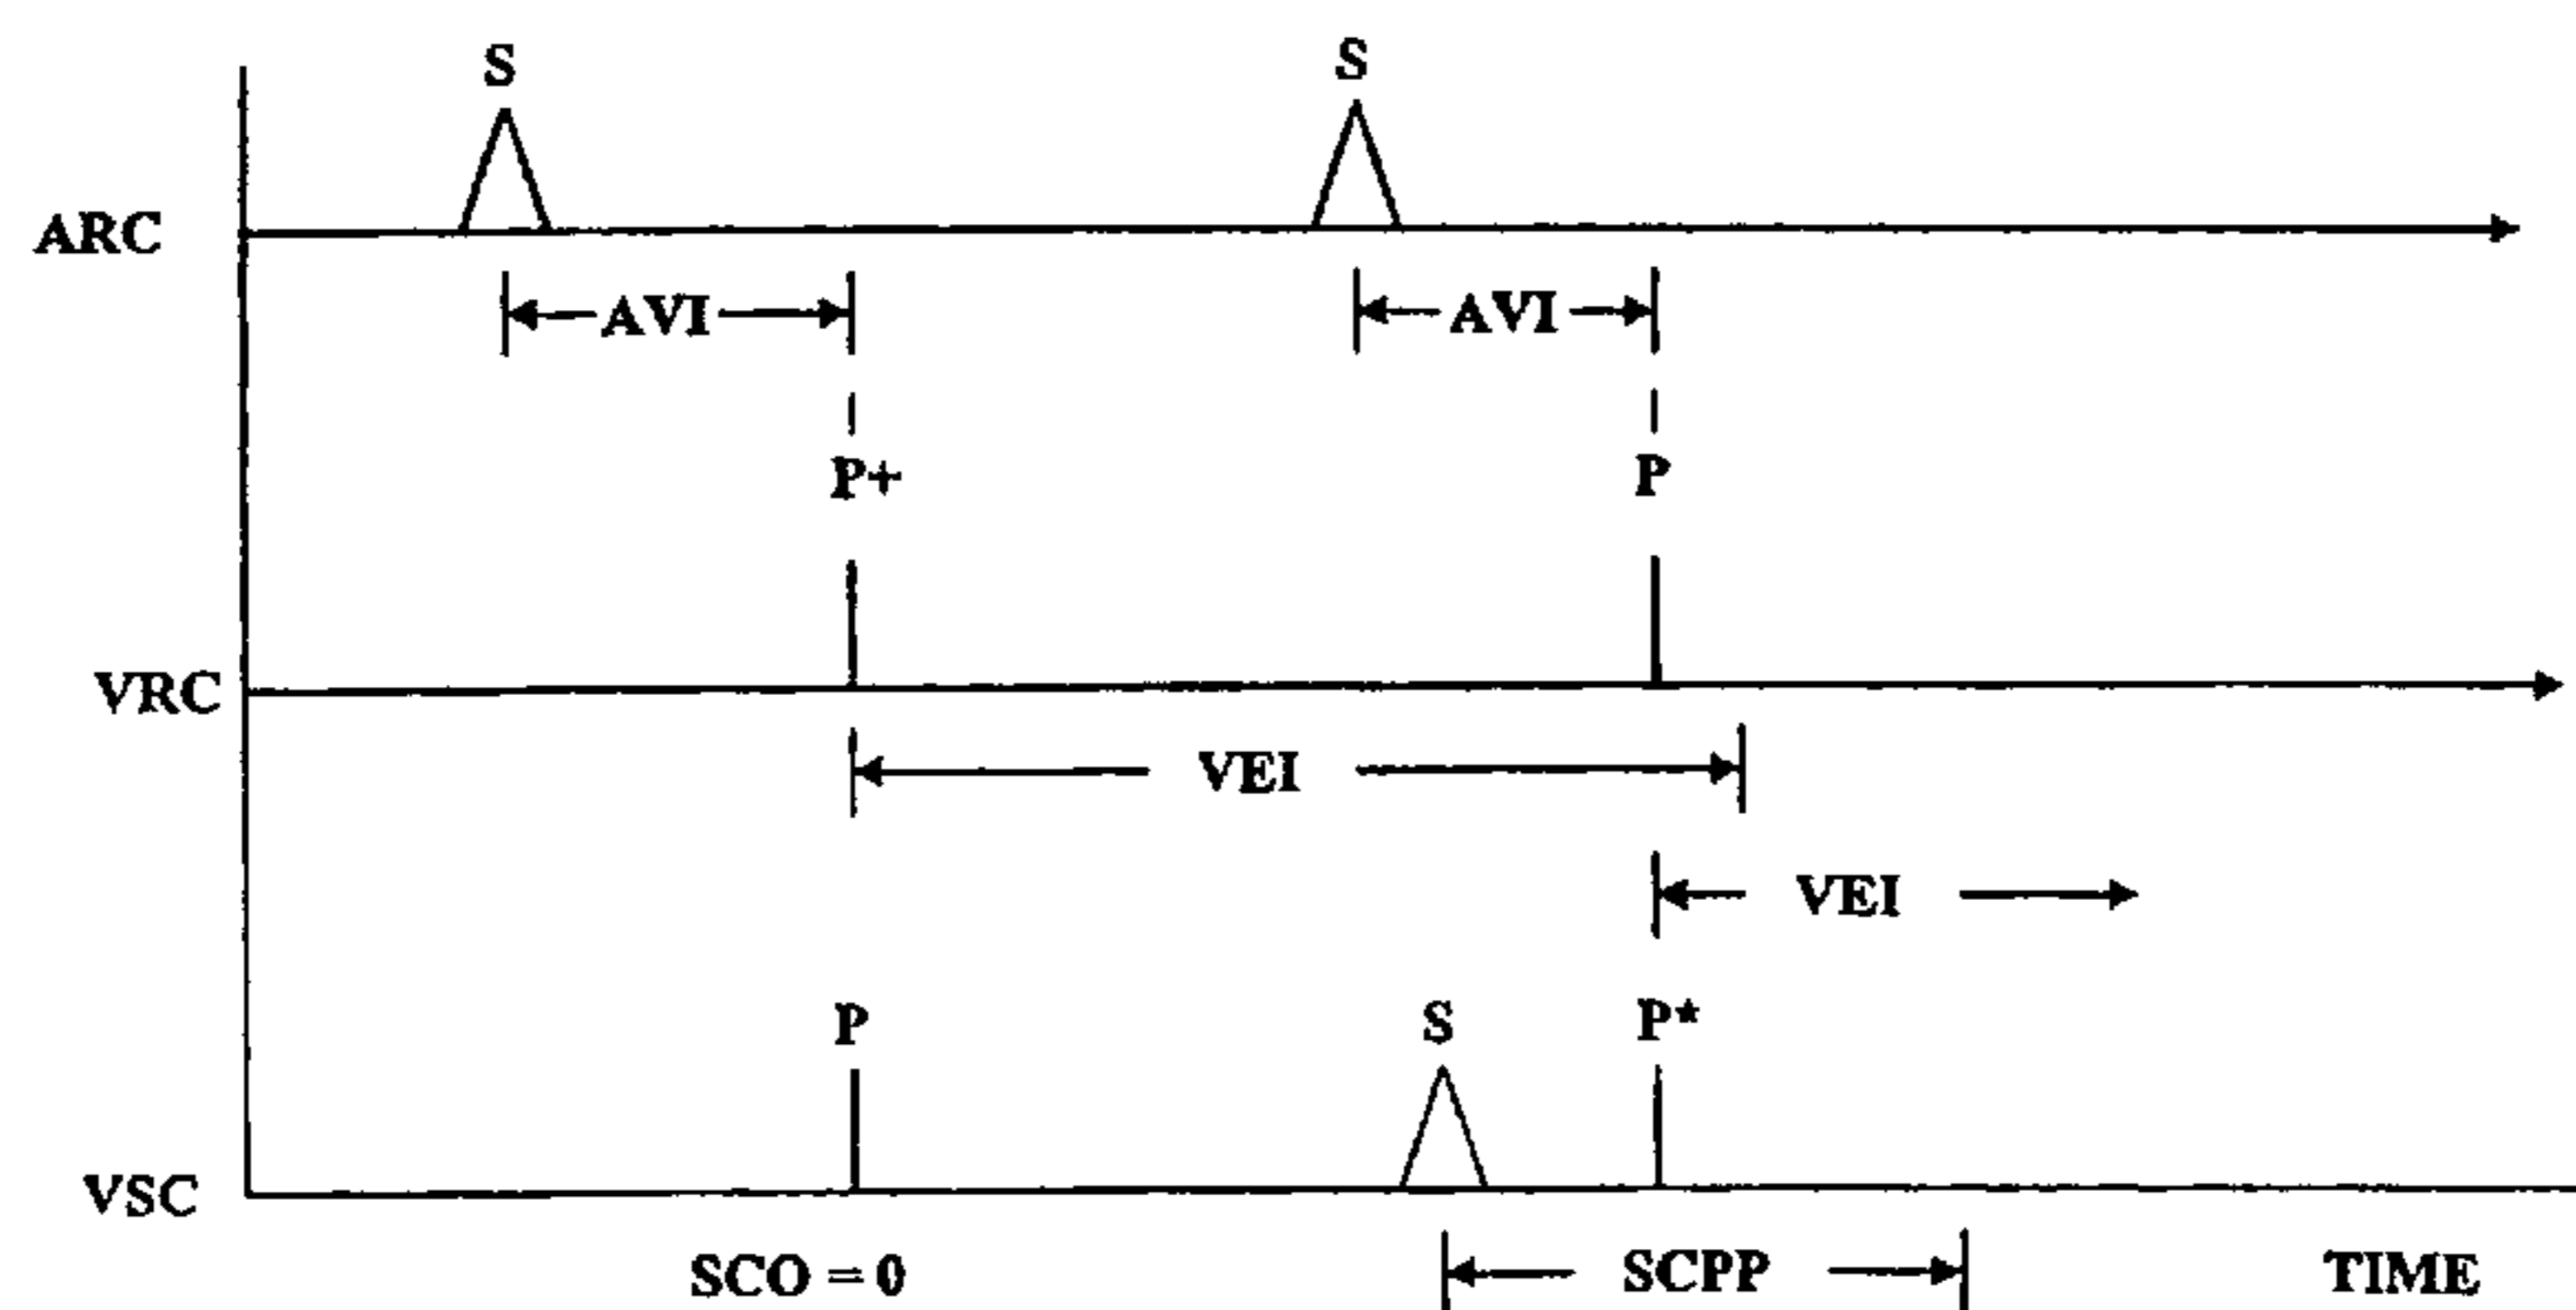 S S
ARC
AVI AVI
P+ P
VRC
VEI
VEI
P S P*
VSC
SCO = 0 SCPP TIME